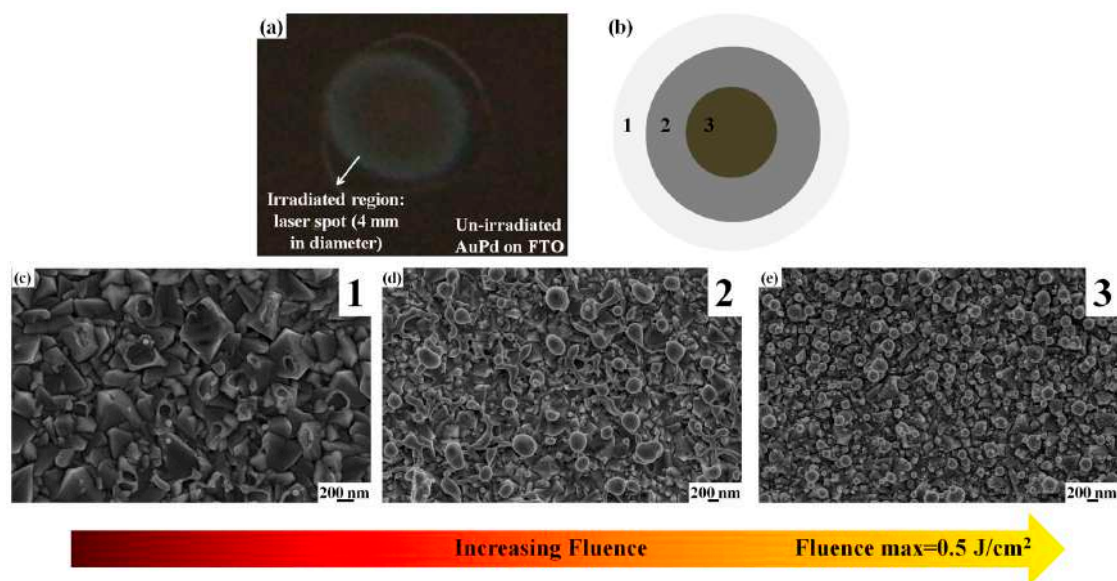 (a)
Irradiated region:
laser spot (4 mm
in diameter)
Un-irradiated
AuPd on FTO
(b)
1 2 3
(c)
1
200 nm
(d)
2
200 nm
(e)
3
200 nm
Increasing Fluence
Fluence max=0.5 J/cm²